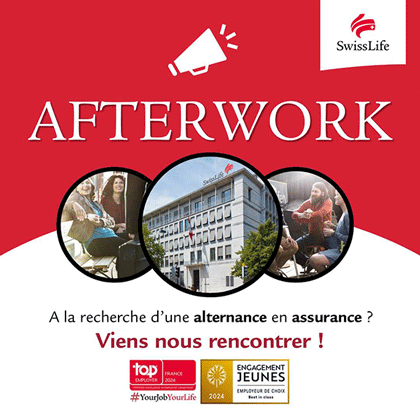 SwissLife
AFTERWORK
SwissLife
A la recherche d'une alternance en assurance ?
Viens nous rencontrer !
top
EMPLOYER
FRANCE
2024
#YourJobYourLife
2024
ENGAGEMENT
JEUNES
EMPLOYEUR DE CHOIX
Best in class